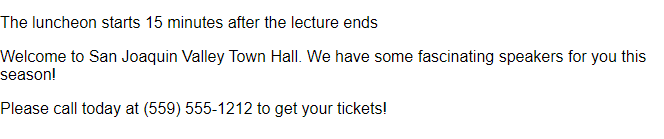 The luncheon starts 15 minutes after the lecture ends
Welcome to San Joaquin Valley Town Hall. We have some fascinating speakers for you this
season!
Please call today at (559) 555-1212 to get your tickets!